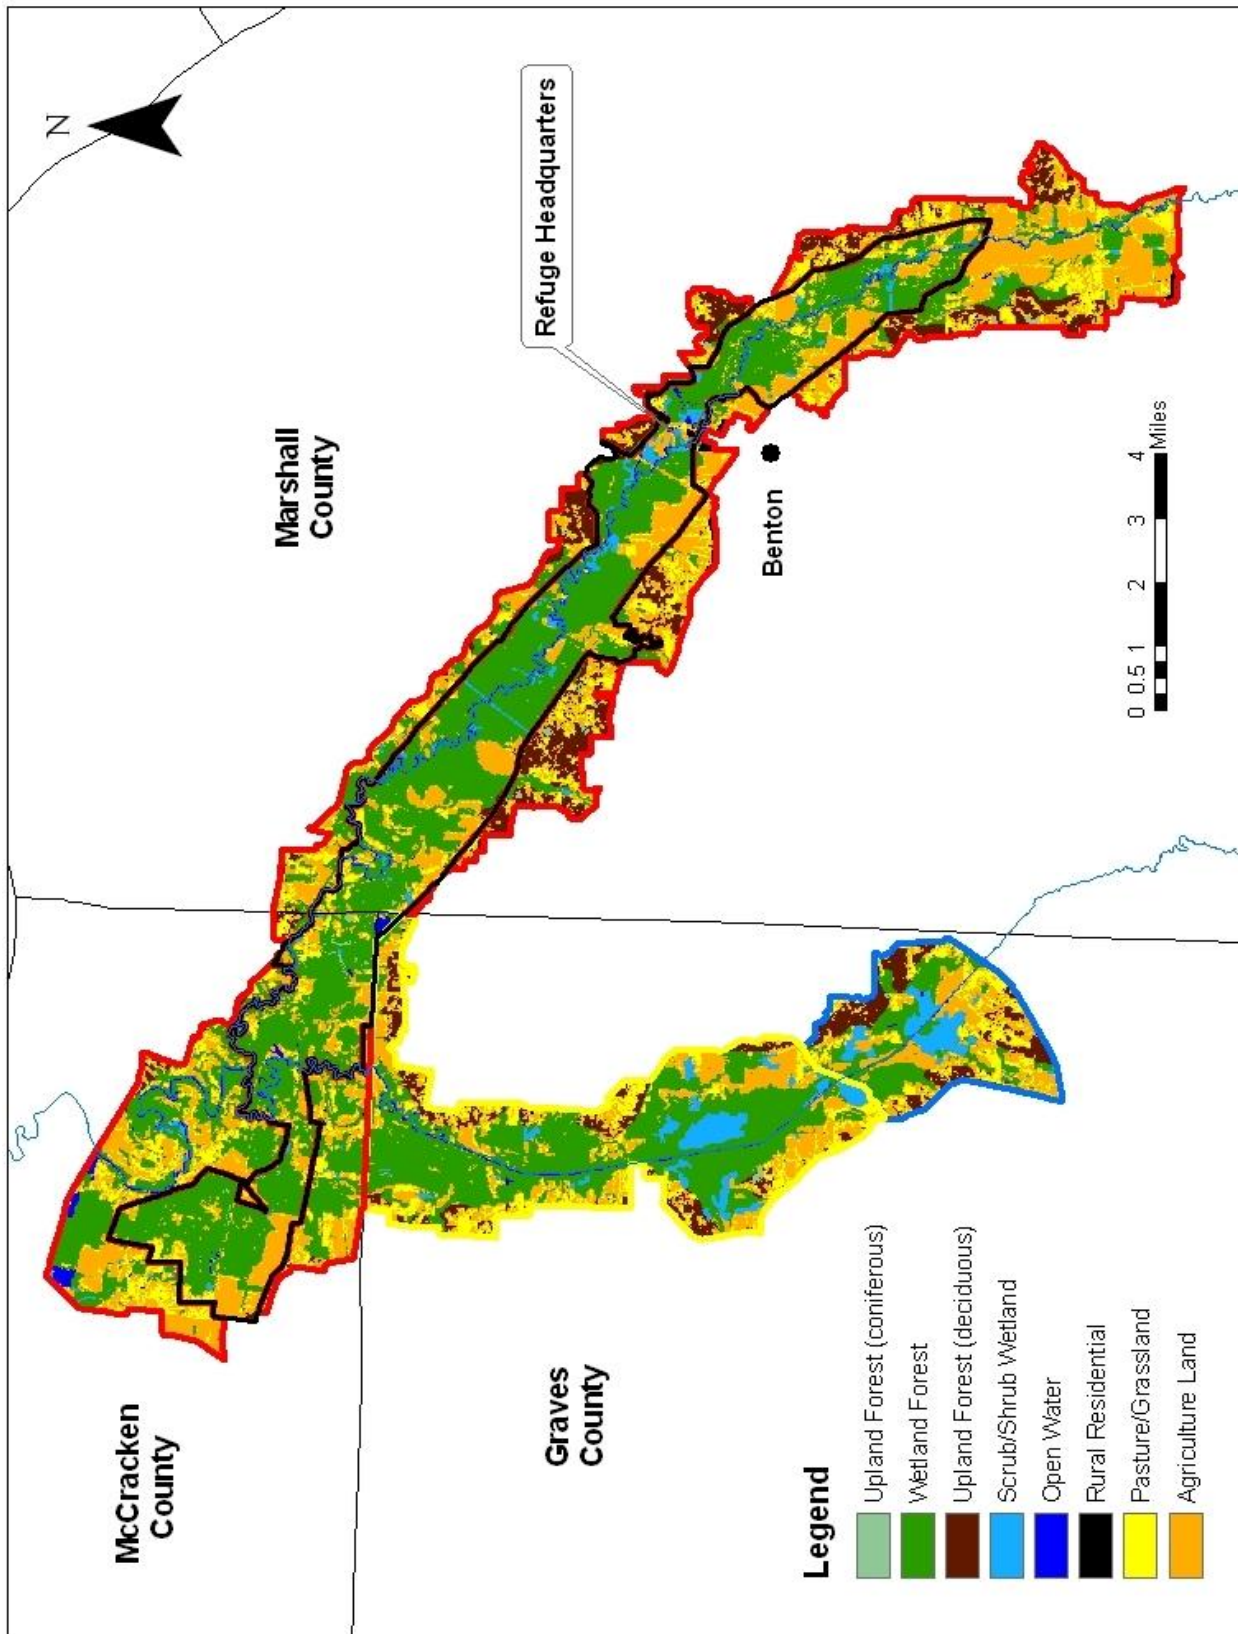 N
McCracken
County
Marshall
County
Refuge Headquarters
Graves
County
Benton
0 0.5 1 2 3 4
Miles
Legend
Upland Forest (coniferous)
Wetland Forest
Upland Forest (deciduous)
Scrub/Shrub Wetland
Open Water
Rural Residential
Pasture/Grassland
Agriculture Land